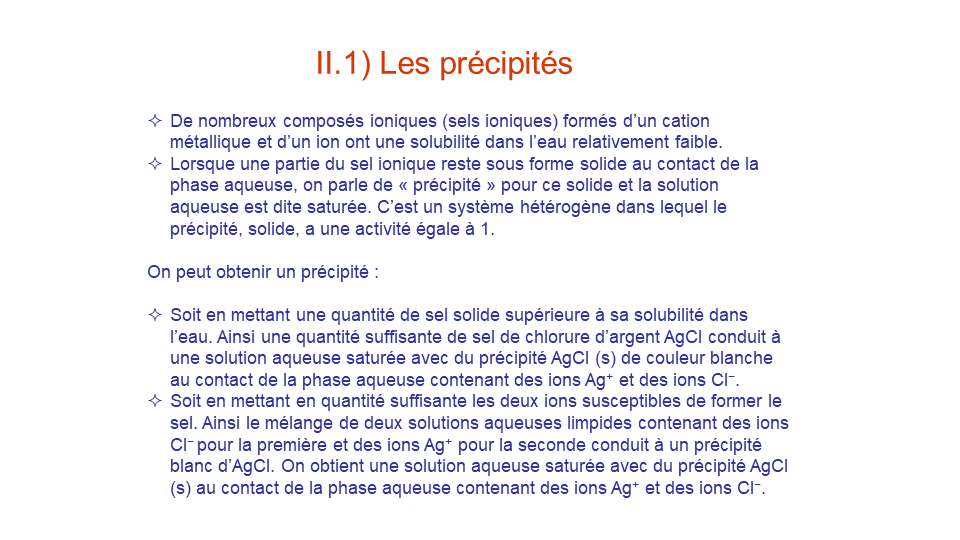 II.1) Les précipités
✧ De nombreux composés ioniques (sels ioniques) formés d’un cation
métallique et d’un ion ont une solubilité dans l’eau relativement faible.
✧ Lorsque une partie du sel ionique reste sous forme solide au contact de la
phase aqueuse, on parle de « précipité » pour ce solide et la solution
aqueuse est dite saturée. C’est un système hétérogène dans lequel le
précipité, solide, a une activité égale à 1.
On peut obtenir un précipité :
✧ Soit en mettant une quantité de sel solide supérieure à sa solubilité dans
l’eau. Ainsi une quantité suffisante de sel de chlorure d’argent AgCl conduit à
une solution aqueuse saturée avec du précipité AgCl (s) de couleur blanche
au contact de la phase aqueuse contenant des ions Ag⁺ et des ions Cl⁻.
✧ Soit en mettant en quantité suffisante les deux ions susceptibles de former le
sel. Ainsi le mélange de deux solutions aqueuses limpides contenant des ions
Cl⁻ pour la première et des ions Ag⁺ pour la seconde conduit à un précipité
blanc d’AgCl. On obtient une solution aqueuse saturée avec du précipité AgCl
(s) au contact de la phase aqueuse contenant des ions Ag⁺ et des ions Cl⁻.